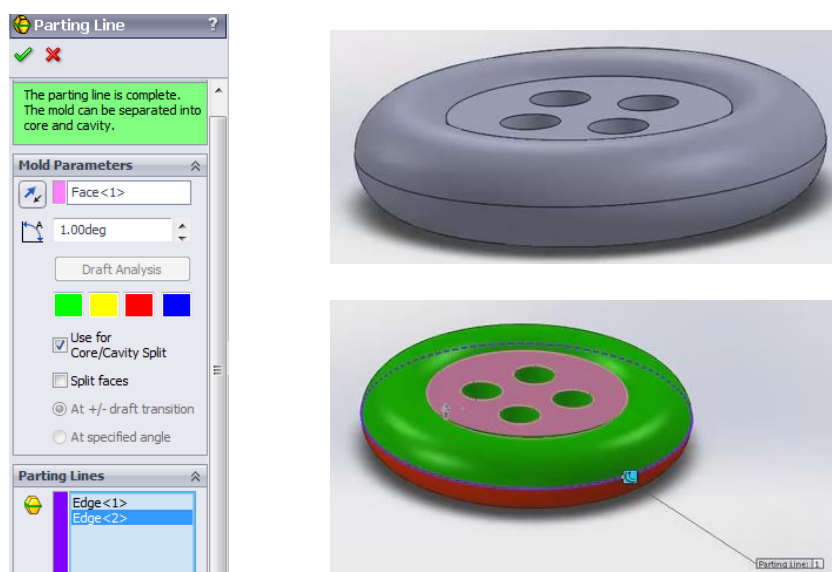 Parting Line ?
The parting line is complete.
The mold can be separated into
core and cavity.
Mold Parameters
Face<1>
A
1.00deg
Draft Analysis
Use for
Core/Cavity Split
Split faces
At +/- draft transition
At specified angle
Parting Lines
Edge<1>
Edge<2>
Parting Line: 1